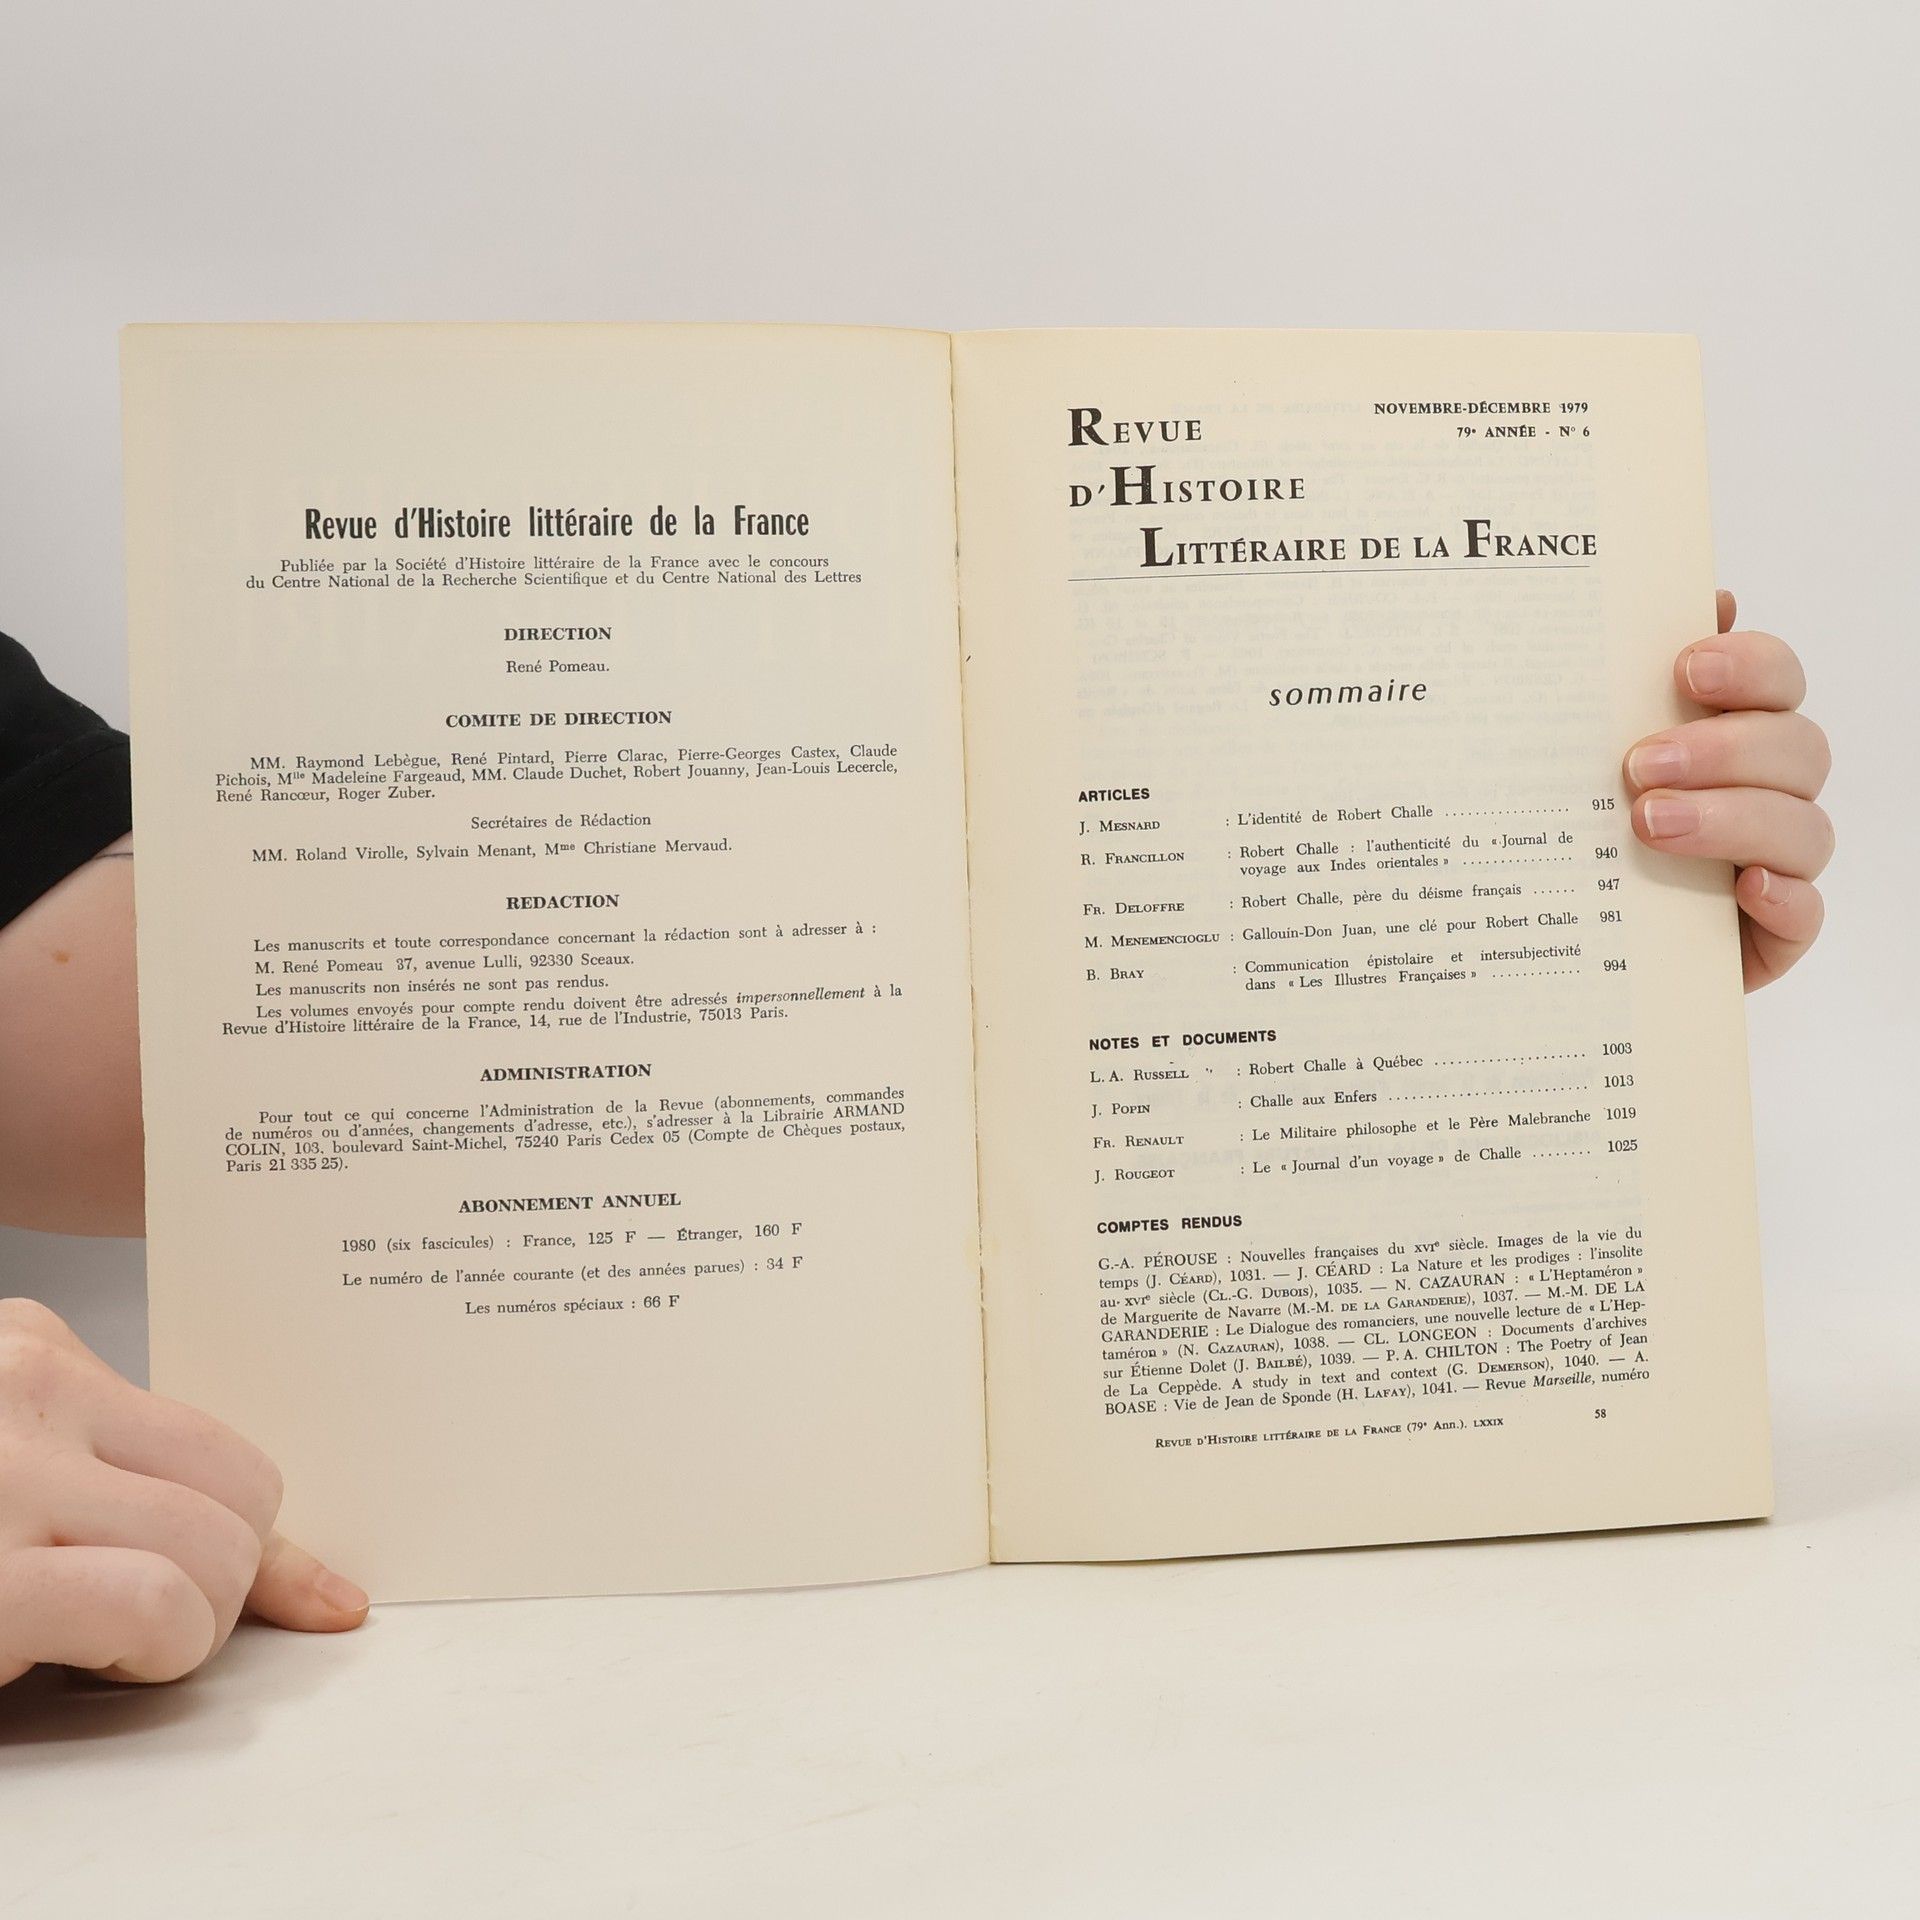 Revue d'Histoire littéraire de la France
Publiée par la Société d'Histoire littéraire de la France avec le concours
du Centre National de la Recherche Scientifique et du Centre National des Lettres
DIRECTION
René Pomeau.
COMITE DE DIRECTION
MM. Raymond Lebègue, René Pintard, Pierre Clarac, Pierre-Georges Castex, Claude
Pichois, Mlle Madeleine Fargeaud, MM. Claude Duchet, Robert Jouanny, Jean-Louis Lecercle,
René Rancœur, Roger Zuber.
Secrétaires de Rédaction
MM. Roland Virolle, Sylvain Menant, Mme Christiane Mervaud.
REDACTION
Les manuscrits et toute correspondance concernant la rédaction sont à adresser à :
M. René Pomeau 37, avenue Lulli, 92330 Sceaux.
Les manuscrits non insérés ne sont pas rendus.
Les volumes envoyés pour compte rendu doivent être adressés impersonnellement à la
Revue d'Histoire littéraire de la France, 14, rue de l'Industrie, 75013 Paris.
ADMINISTRATION
Pour tout ce qui concerne l'Administration de la Revue (abonnements, commandes
de numéros ou d'années, changements d'adresse, etc.), s'adresser à la Librairie ARMAND
COLIN, 103. boulevard Saint-Michel, 75240 Paris Cedex 05 (Compte de Chèques postaux,
Paris 21 335 25).
ABONNEMENT ANNUEL
1980 (six fascicules) : France, 125 F — Étranger, 160 F
Le numéro de l'année courante (et des années parues) : 34 F
Les numéros spéciaux : 66 F
REVUE
D'HISTOIRE
LITTÉRAIRE DE LA FRANCE
NOVEMBRE-DÉCEMBRE 1979
79e ANNÉE - N° 6
sommaire
ARTICLES
J. MESNARD : L'identité de Robert Challe ................ 915
R. FRANCILLON : Robert Challe : l'authenticité du « Journal de
voyage aux Indes orientales » ............... 940
FR. DELOFFRE : Robert Challe, père du déisme français ...... 947
M. MENEMENCIOGLU : Gallouin-Don Juan, une clé pour Robert Challe 981
B. BRAY : Communication épistolaire et intersubjectivité
dans « Les Illustres Françaises » ............ 994
NOTES ET DOCUMENTS
L. A. RUSSELL : Robert Challe à Québec .................... 1003
J. POPIN : Challe aux Enfers .......................... 1013
FR. RENAULT : Le Militaire philosophe et le Père Malebranche 1019
J. ROUGEOT : Le « Journal d'un voyage » de Challe ........ 1025
COMPTES RENDUS
G.-A. PÉROUSE : Nouvelles françaises du XVIe siècle. Images de la vie du
temps (J. CÉARD), 1031. — J. CÉARD : La Nature et les prodiges : l'insolite
au XVIe siècle (CL.-G. DUBOIS), 1035. — N. CAZAURAN : « L'Heptaméron »
de Marguerite de Navarre (M.-M. DE LA GARANDERIE), 1037. — M.-M. DE LA
GARANDERIE : Le Dialogue des romanciers, une nouvelle lecture de « L'Hep-
taméron » (N. CAZAURAN), 1038. — CL. LONGEON : Documents d'archives
sur Étienne Dolet (J. BAILBÉ), 1039. — P. A. CHILTON : The Poetry of Jean
de La Ceppède. A study in text and context (G. DEMERSON), 1040. — A.
BOASE : Vie de Jean de Sponde (H. LAFAY), 1041. — Revue Marseille, numéro
REVUE D'HISTOIRE LITTÉRAIRE DE LA FRANCE (79e Ann.). LXXIX 58